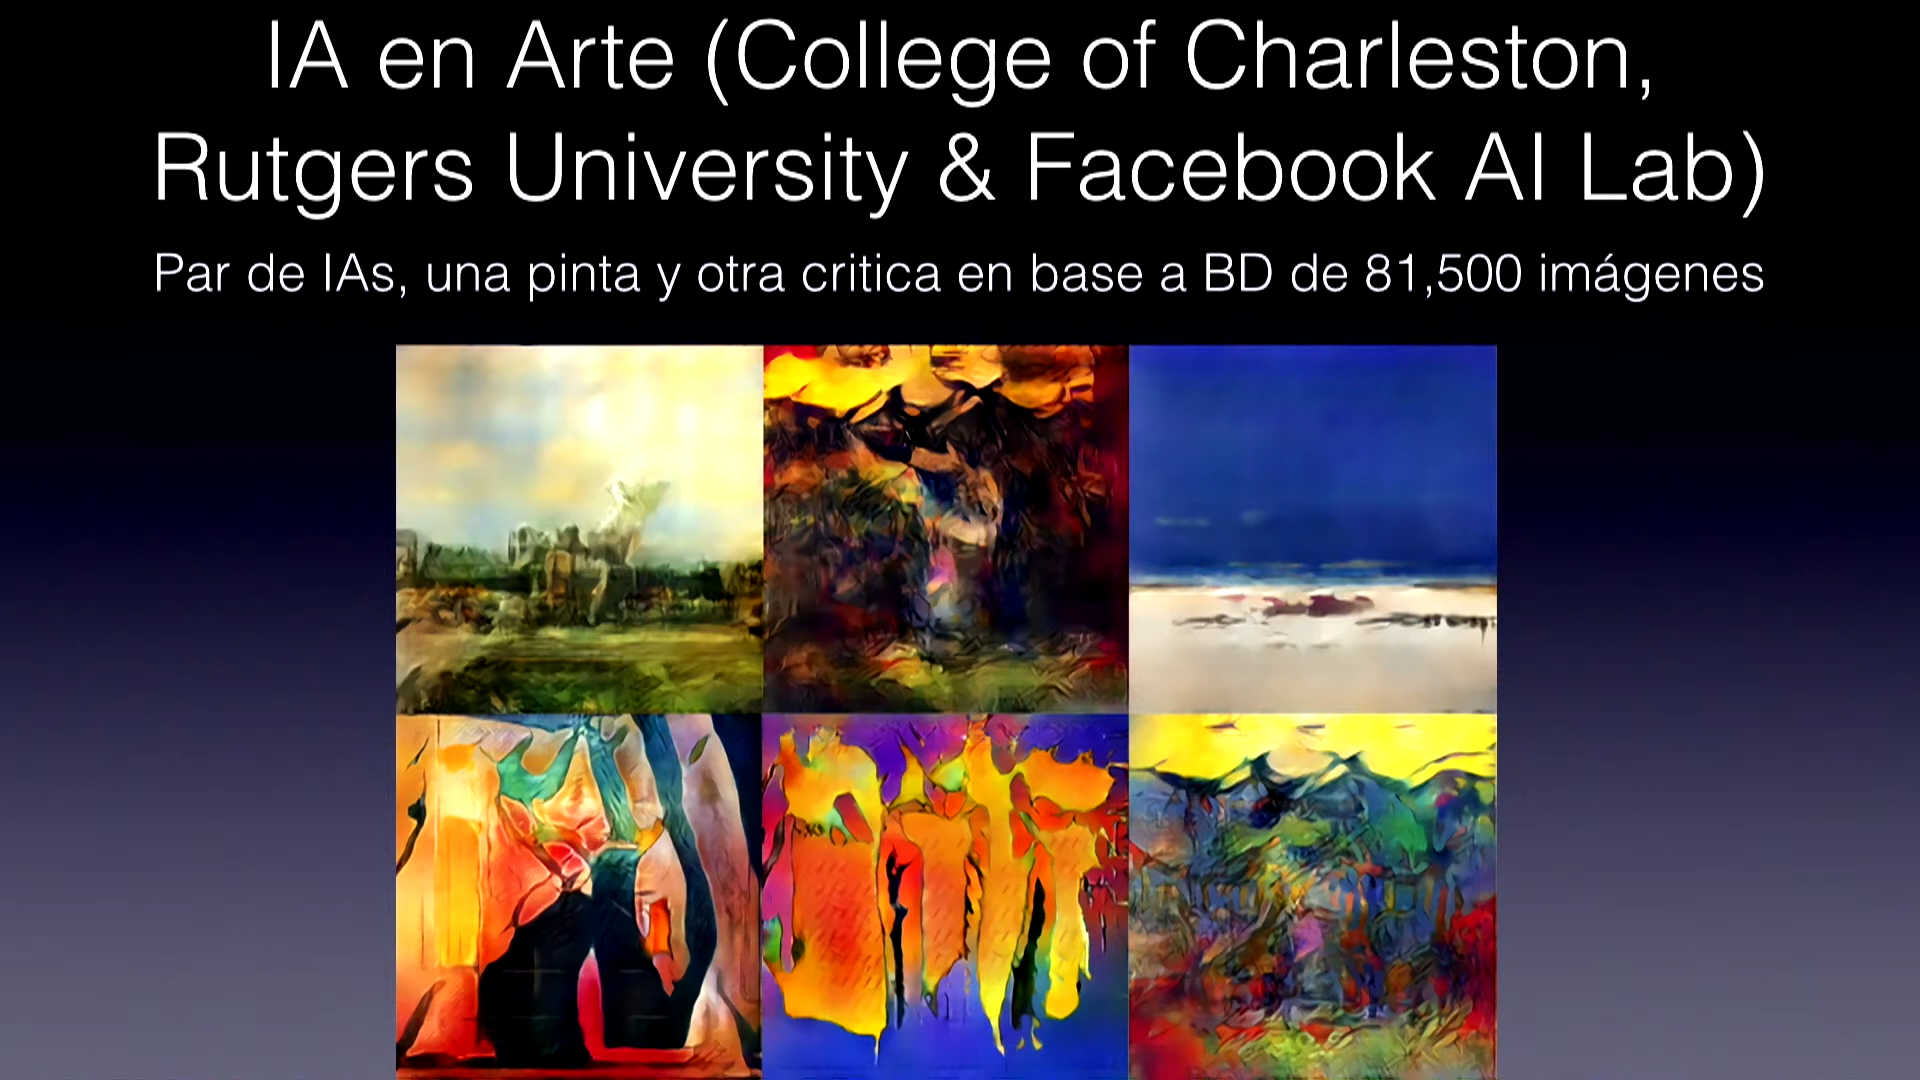 IA en Arte (College of Charleston,
Rutgers University & Facebook AI Lab)
Par de IAs, una pinta y otra critica en base a BD de 81,500 imágenes